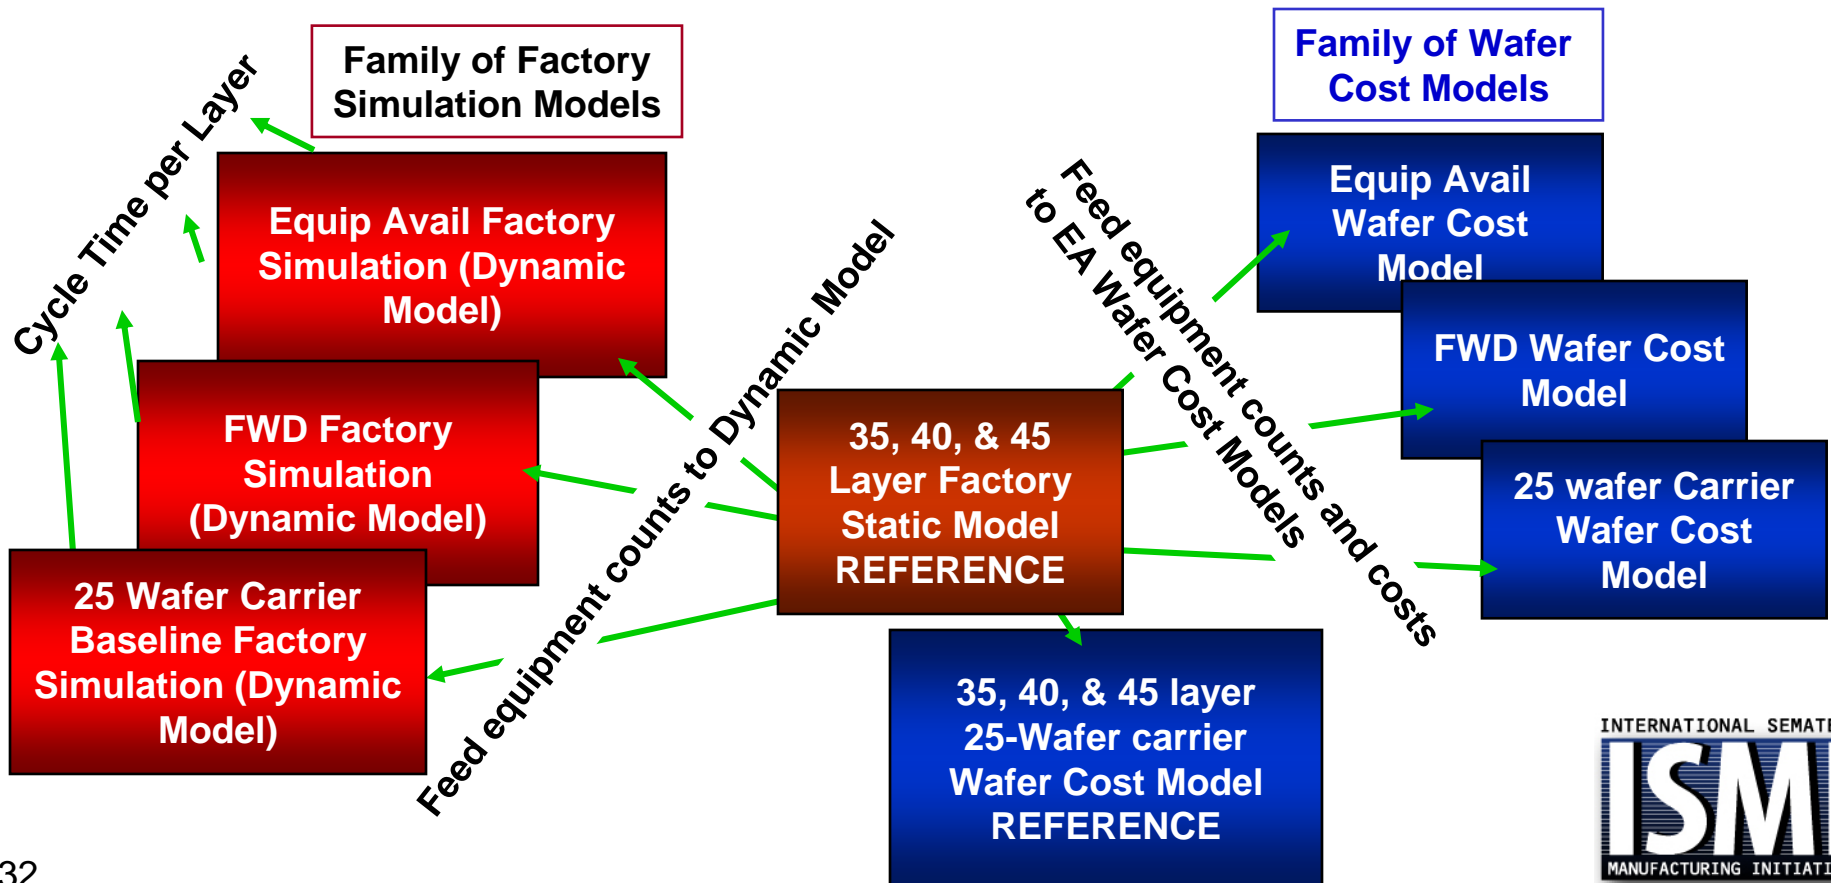 Family of Factory
Simulation Models
Family of Wafer
Cost Models
Cycle Time per Layer
Equip Avail Factory
Simulation (Dynamic
Model)
FWD Factory
Simulation
(Dynamic Model)
25 Wafer Carrier
Baseline Factory
Simulation (Dynamic
Model)
Feed equipment counts to Dynamic Model
35, 40, & 45
Layer Factory
Static Model
REFERENCE
35, 40, & 45 layer
25-Wafer carrier
Wafer Cost Model
REFERENCE
Feed equipment counts and costs
to EA Wafer Cost Models
Equip Avail
Wafer Cost
Model
FWD Wafer Cost
Model
25 wafer Carrier
Wafer Cost
Model
INTERNATIONAL SEMATE
ISMI
MANUFACTURING INITIATI
32